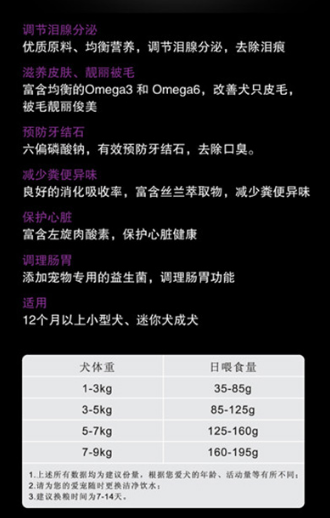 调节泪腺分泌
优质原料、均衡营养，调节泪腺分泌，去除泪痕
滋养皮肤、靓丽被毛
富含均衡的Omega3 和 Omega6，改善犬只皮毛，
被毛靓丽俊美
预防牙结石
六偏磷酸钠，有效预防牙结石，去除口臭。
减少粪便异味
良好的消化吸收率，富含丝兰萃取物，减少粪便异味
保护心脏
富含左旋肉酸素，保护心脏健康
调理肠胃
添加宠物专用的益生菌，调理肠胃功能
适用
12个月以上小型犬、迷你犬成犬
犬体重 日喂食量
1-3kg 35-85g
3-5kg 85-125g
5-7kg 125-160g
7-9kg 160-195g
1.上述所有数据均为建议份量，根据您爱犬的年龄、活动量等有所不同；
2.请为您的爱宠随时更换洁净饮水；
3.建议换粮时间为7-14天。